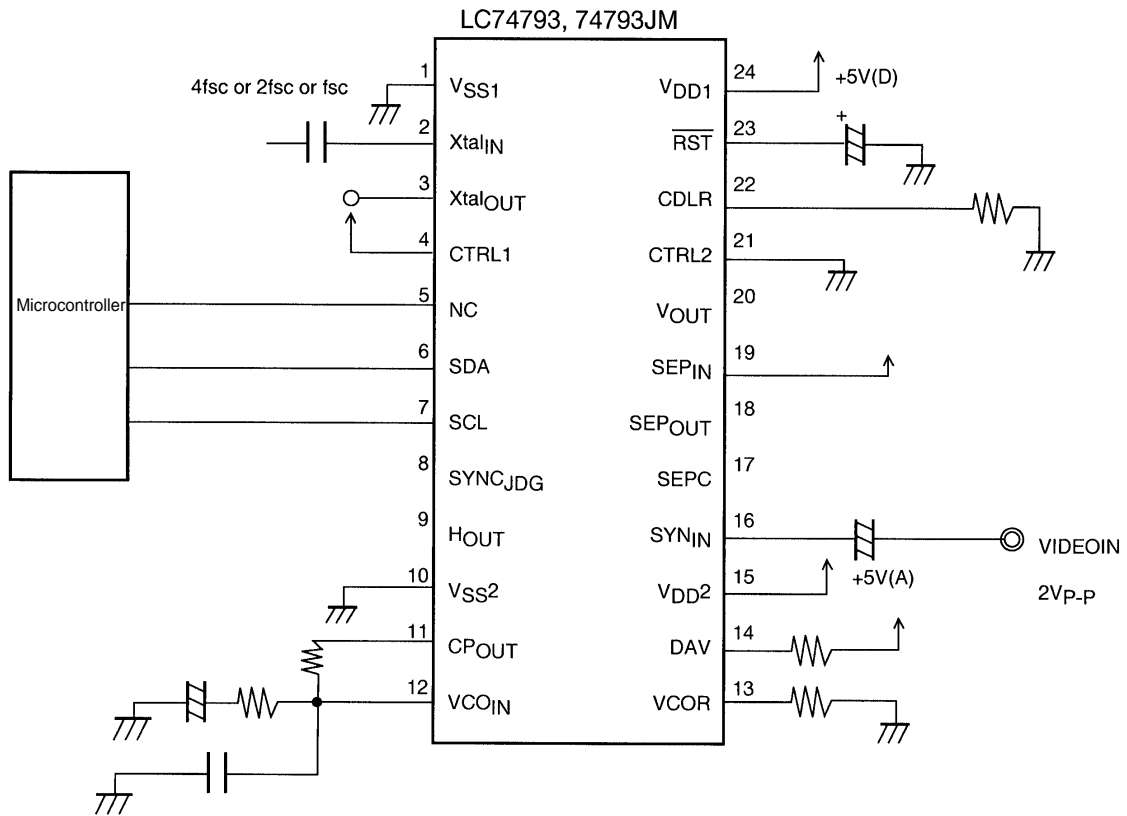 LC74793, 74793JM
4fsc or 2fsc or fsc
Microcontroller
1 VSS1
2 XtalIN
3 XtalOUT
4 CTRL1
5 NC
6 SDA
7 SCL
8 SYNCJDG
9 HOUT
10 VSS2
11 CPOUT
12 VCOIN
24 VDD1
+5V(D)
23 RST
+
22 CDLR
21 CTRL2
20 VOUT
19 SEPIN
18 SEPOUT
17 SEPC
16 SYNIN
VIDEOIN
2VP-P
15 VDD2
+5V(A)
14 DAV
13 VCOR